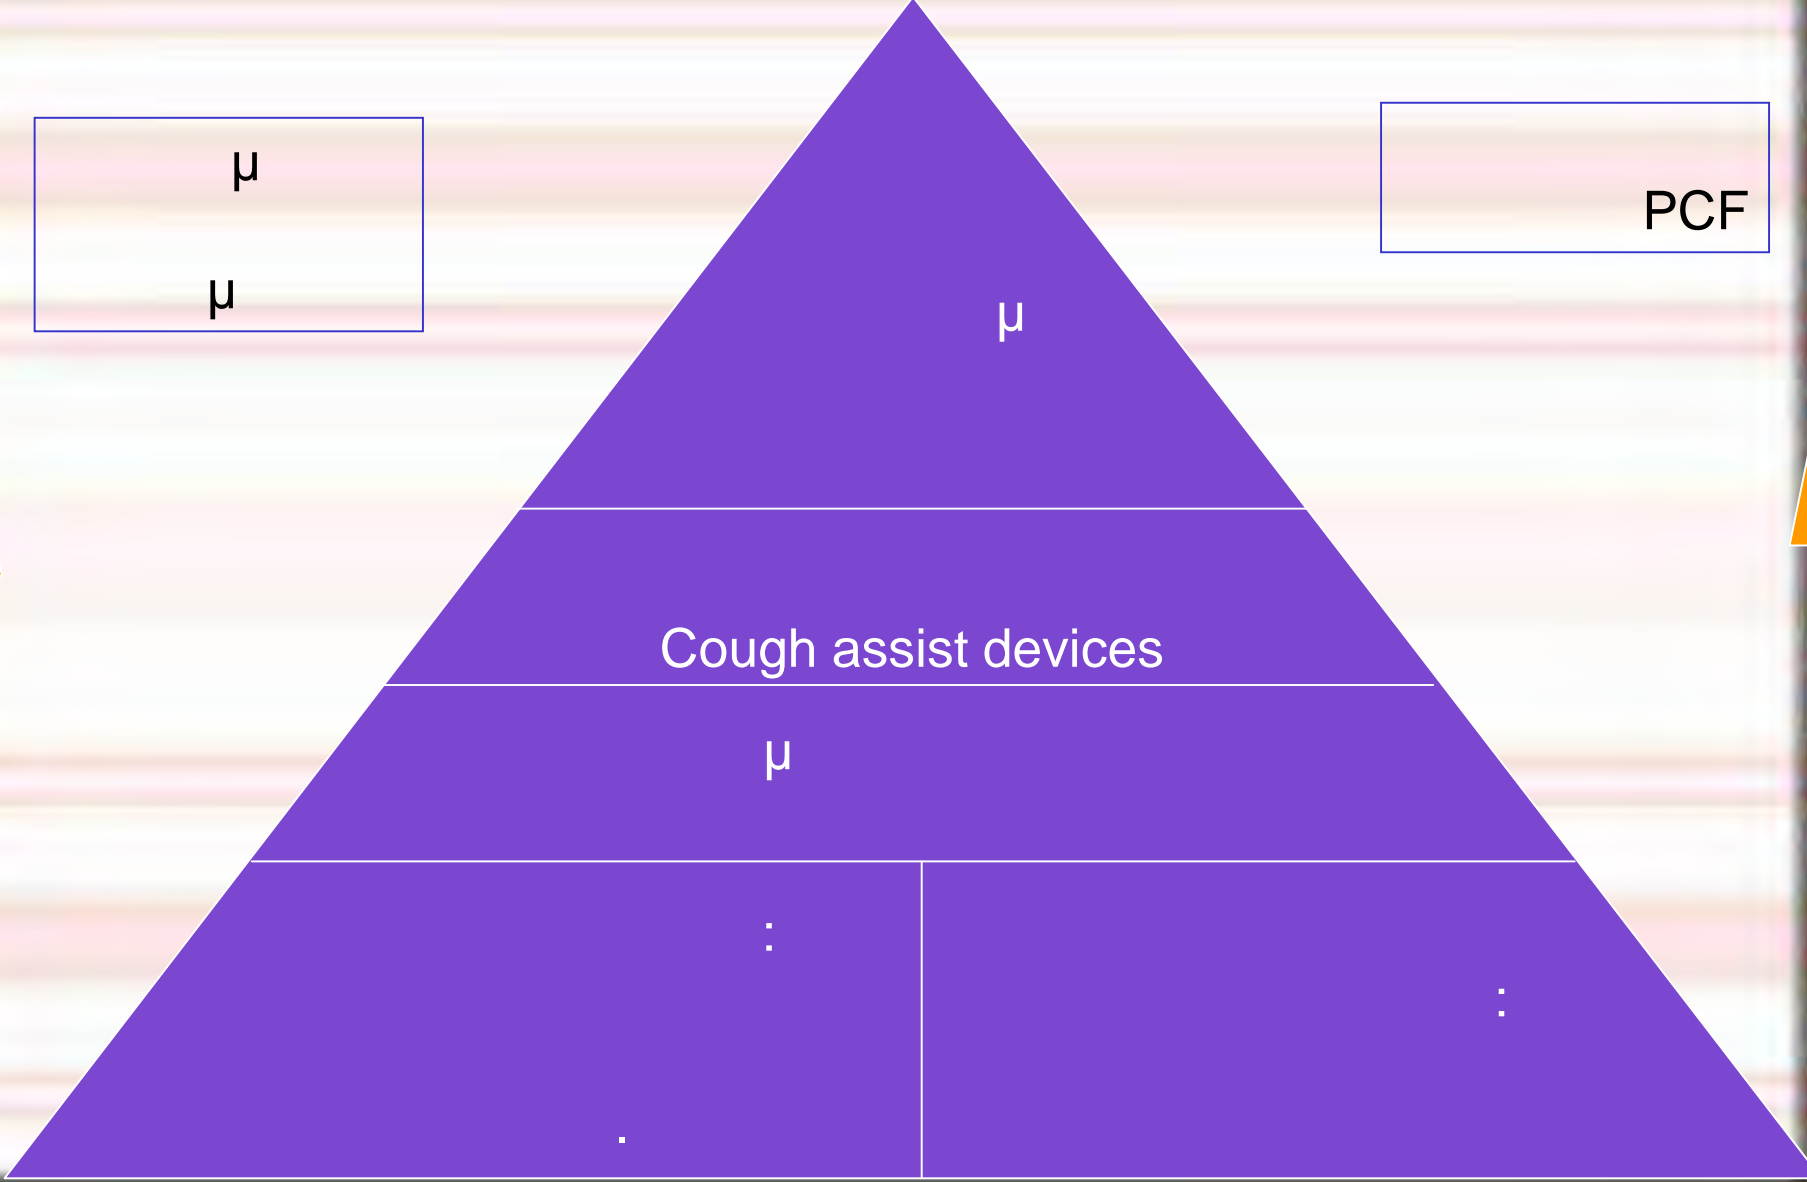 μ
μ
PCF
μ
Cough assist devices
μ
:
:
.